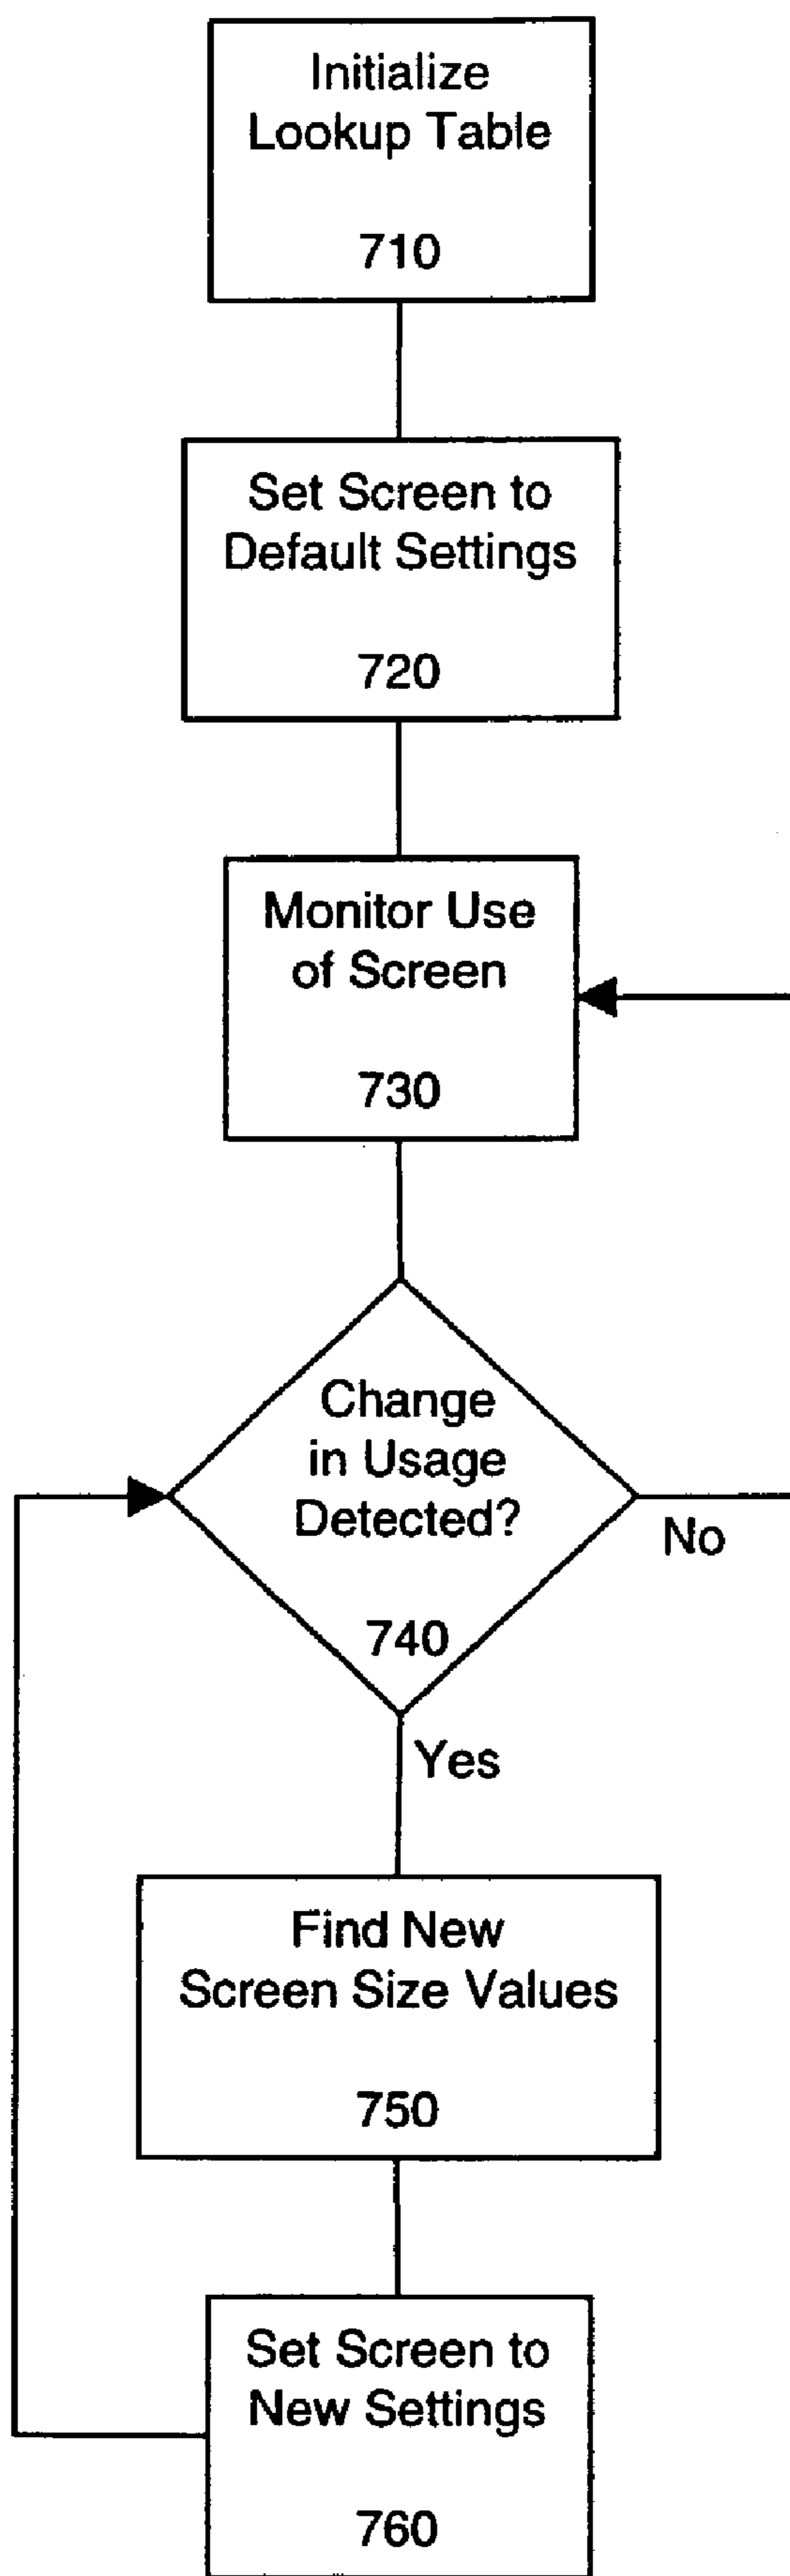 Initialize
Lookup Table
710
Set Screen to
Default Settings
720
Monitor Use
of Screen
730
Change
in Usage
Detected?
740
No
Yes
Find New
Screen Size Values
750
Set Screen to
New Settings
760